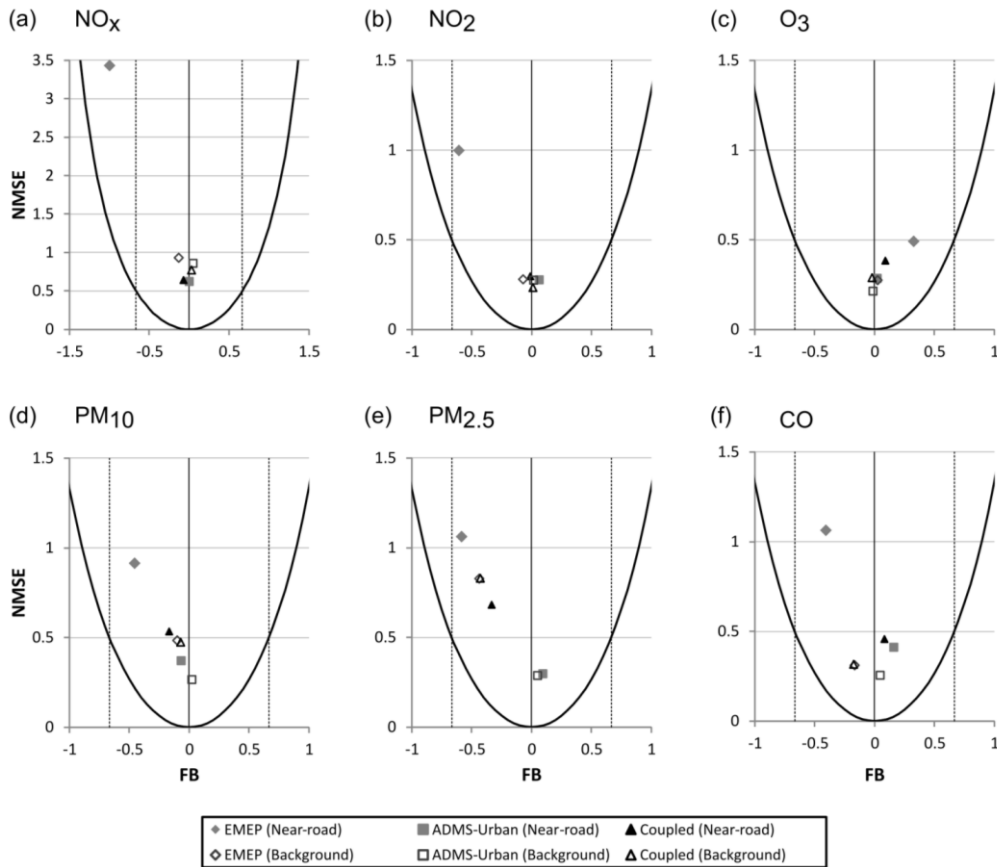 (a) NOx (b) NO2 (c) O3
3.5
3
2.5
2
1.5
1
0.5
0
NMSE
-1.5 -0.5 0.5 1.5
1.5
1
0.5
0
-1 -0.5 0 0.5 1
1.5
1
0.5
0
-1 -0.5 0 0.5 1
(d) PM10 (e) PM2.5 (f) CO
1.5
1
0.5
0
NMSE
-1 -0.5 0 0.5 1
FB
1.5
1
0.5
0
-1 -0.5 0 0.5 1
FB
1.5
1
0.5
0
-1 -0.5 0 0.5 1
FB
EMEP (Near-road) ADMS-Urban (Near-road) Coupled (Near-road)
EMEP (Background) ADMS-Urban (Background) Coupled (Background)